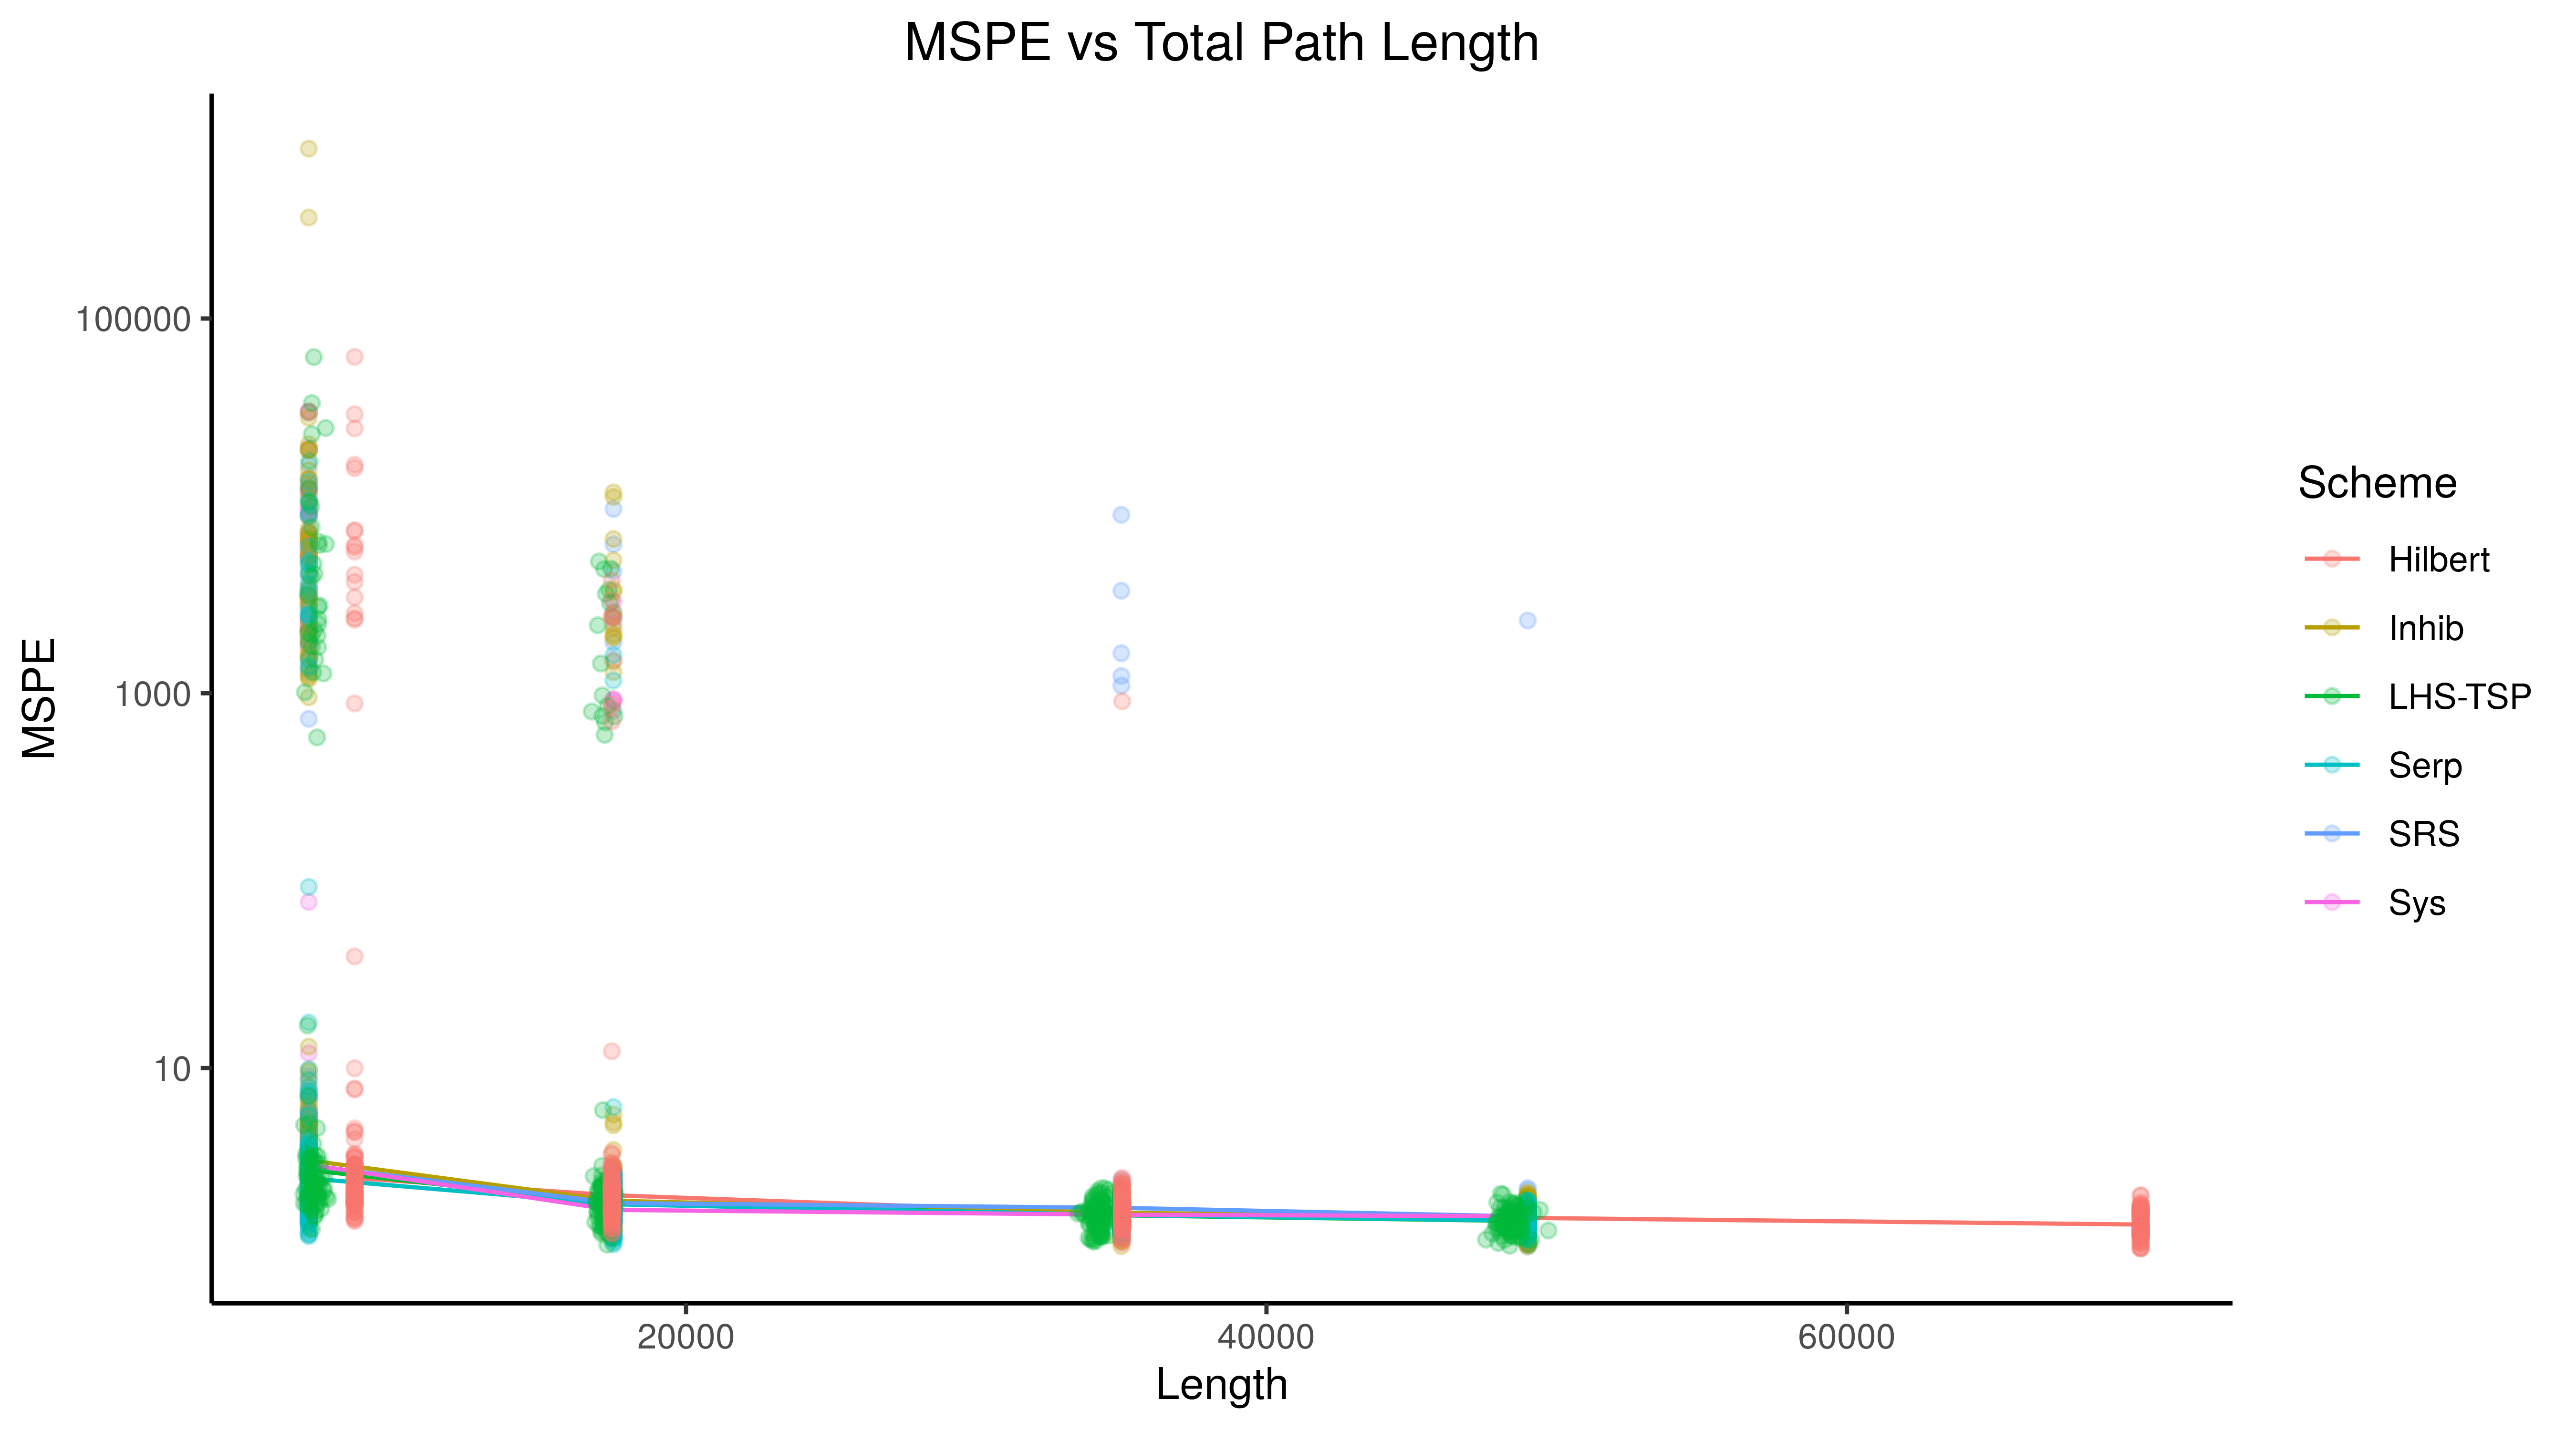 MSPE vs Total Path Length
MSPE
100000
1000
10
20000
40000
60000
Length
Scheme
Hilbert
Inhib
LHS-TSP
Serp
SRS
Sys